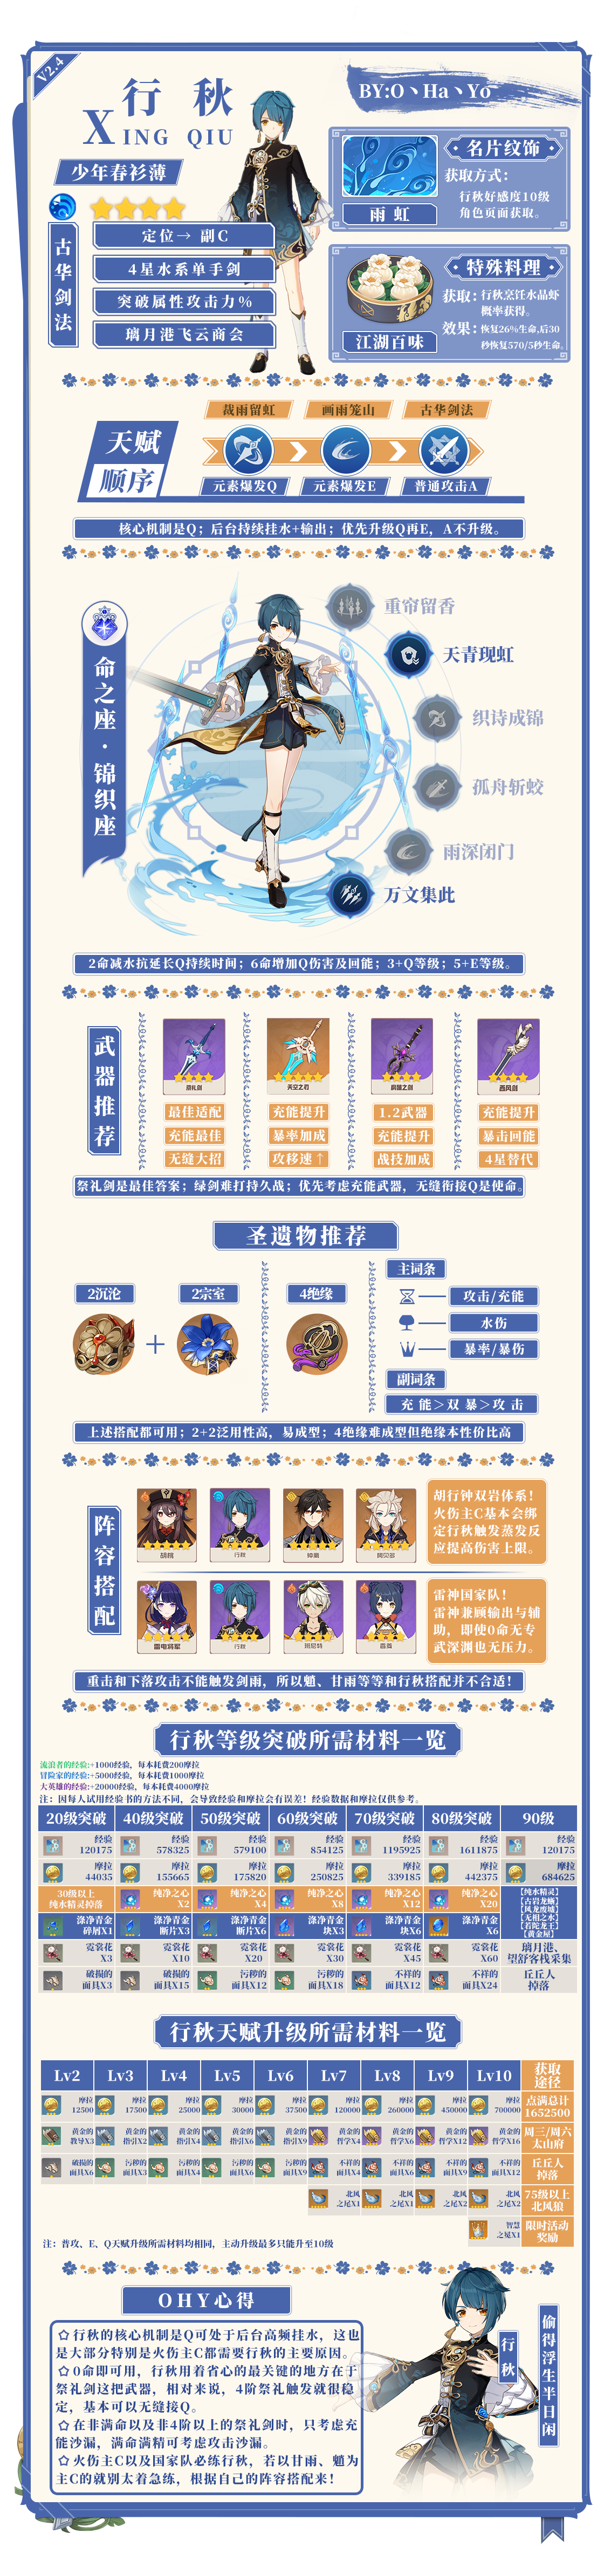 V2.4
行 秋
XING QIU
BY:O丶Ha丶Yo
少年春衫薄
古华剑法
定位→ 副C
4星水系单手剑
突破属性攻击力%
璃月港飞云商会
名片纹饰
获取方式：
行秋好感度10级
角色页面获取。
雨 虹
特殊料理
获取：行秋烹饪水晶虾
概率获得。
效果：恢复26%生命,后30
秒恢复570/5秒生命。
江湖百味
天赋
顺序
裁雨留虹
画雨笼山
古华剑法
元素爆发Q
元素爆发E
普通攻击A
核心机制是Q；后台持续挂水+输出；优先升级Q再E，A不升级。
命之座·锦织座
重帘留香
天青现虹
织诗成锦
孤舟斩蛟
雨深闭门
万文集此
2命减水抗延长Q持续时间；6命增加Q伤害及回能；3+Q等级；5+E等级。
武器推荐
祭礼剑
天空之刃
西风剑
最佳适配 充能提升 1.2武器 充能提升
充能最佳 暴率加成 充能提升 暴击回能
无缝大招 攻移速↑ 战技加成 4星替代
祭礼剑是最佳答案；绿剑难打持久战；优先考虑充能武器，无缝衔接Q是使命。
圣遗物推荐
2沉沦
2宗室
4绝缘
+
主词条
攻击/充能
水伤
暴率/暴伤
副词条
充 能＞双 暴＞攻 击
上述搭配都可用；2+2泛用性高，易成型；4绝缘难成型但绝缘本性价比高
阵容搭配
胡桃 行秋 钟离 阿贝多
胡行钟双岩体系！
火伤主C基本会绑
定行秋触发蒸发反
应提高伤害上限。
雷电将军 行秋 班尼特 香菱
雷神国家队！
雷神兼顾输出与辅
助，即使0命无专
武深渊也无压力。
重击和下落攻击不能触发剑雨，所以魈、甘雨等等和行秋搭配并不合适！
行秋等级突破所需材料一览
流浪者的经验:+1000经验，每本耗费200摩拉
冒险家的经验:+5000经验，每本耗费1000摩拉
大英雄的经验:+20000经验，每本耗费4000摩拉
注：因每人试用经验书的方法不同，会导致经验和摩拉会有误差！经验数据和摩拉仅供参考。
20级突破 40级突破 50级突破 60级突破 70级突破 80级突破 90级
经验 经验 经验 经验 经验 经验 经验
120175 578325 579100 854125 1195925 1611875 120175
摩拉 摩拉 摩拉 摩拉 摩拉 摩拉 摩拉
44035 155665 175820 250825 339185 442375 684625
30级以上 纯净之心 纯净之心 纯净之心 纯净之心 纯净之心
纯水精灵掉落 X2 X4 X8 X12 X20
涤净青金 涤净青金 涤净青金 涤净青金 涤净青金 涤净青金
碎屑X1 断片X3 断片X6 块X3 块X6 X6
【纯水精灵】
【古岩龙蜥】
【风龙废墟】
【无相之水】
【若陀龙王】
【黄金屋】
霓裳花 霓裳花 霓裳花 霓裳花 霓裳花 霓裳花 璃月港、
X3 X10 X20 X30 X45 X60 望舒客栈采集
破损的 破损的 污秽的 污秽的 不祥的 不祥的 丘丘人
面具X3 面具X15 面具X12 面具X18 面具X12 面具X24 掉落
行秋天赋升级所需材料一览
Lv2 Lv3 Lv4 Lv5 Lv6 Lv7 Lv8 Lv9 Lv10 获取
途径
摩拉 摩拉 摩拉 摩拉 摩拉 摩拉 摩拉 摩拉 摩拉 点满总计
12500 17500 25000 30000 37500 120000 260000 450000 700000 1652500
黄金的 黄金的 黄金的 黄金的 黄金的 黄金的 黄金的 黄金的 黄金的 周三/周六
教导X3 指引X2 指引X4 指引X6 指引X9 哲学X4 哲学X6 哲学X12 哲学X16 太山府
破损的 污秽的 污秽的 污秽的 污秽的 不祥的 不祥的 不祥的 不祥的 丘丘人
面具X6 面具X3 面具X4 面具X6 面具X9 面具X4 面具X6 面具X9 面具X12 掉落
北风 北风 北风 北风 75级以上
之尾X1 之尾X1 之尾X2 之尾X2 北风狼
智慧 限时活动
之冕X1 奖励
注：普攻、E、Q天赋升级所需材料均相同，主动升级最多只能升至10级
OHY心得
☆行秋的核心机制是Q可处于后台高频挂水，这也
是大部分特别是火伤主C都需要行秋的主要原因。
☆0命即可用，行秋用着省心的最关键的地方在于
祭礼剑这把武器，相对来说，4阶祭礼触发就很稳
定，基本可以无缝接Q。
☆在非满命以及非4阶以上的祭礼剑时，只考虑充
能沙漏，满命满精可考虑攻击沙漏。
☆火伤主C以及国家队必练行秋，若以甘雨、魈为
主C的就别太着急练，根据自己的阵容搭配来！
行秋
偷得浮生半日闲